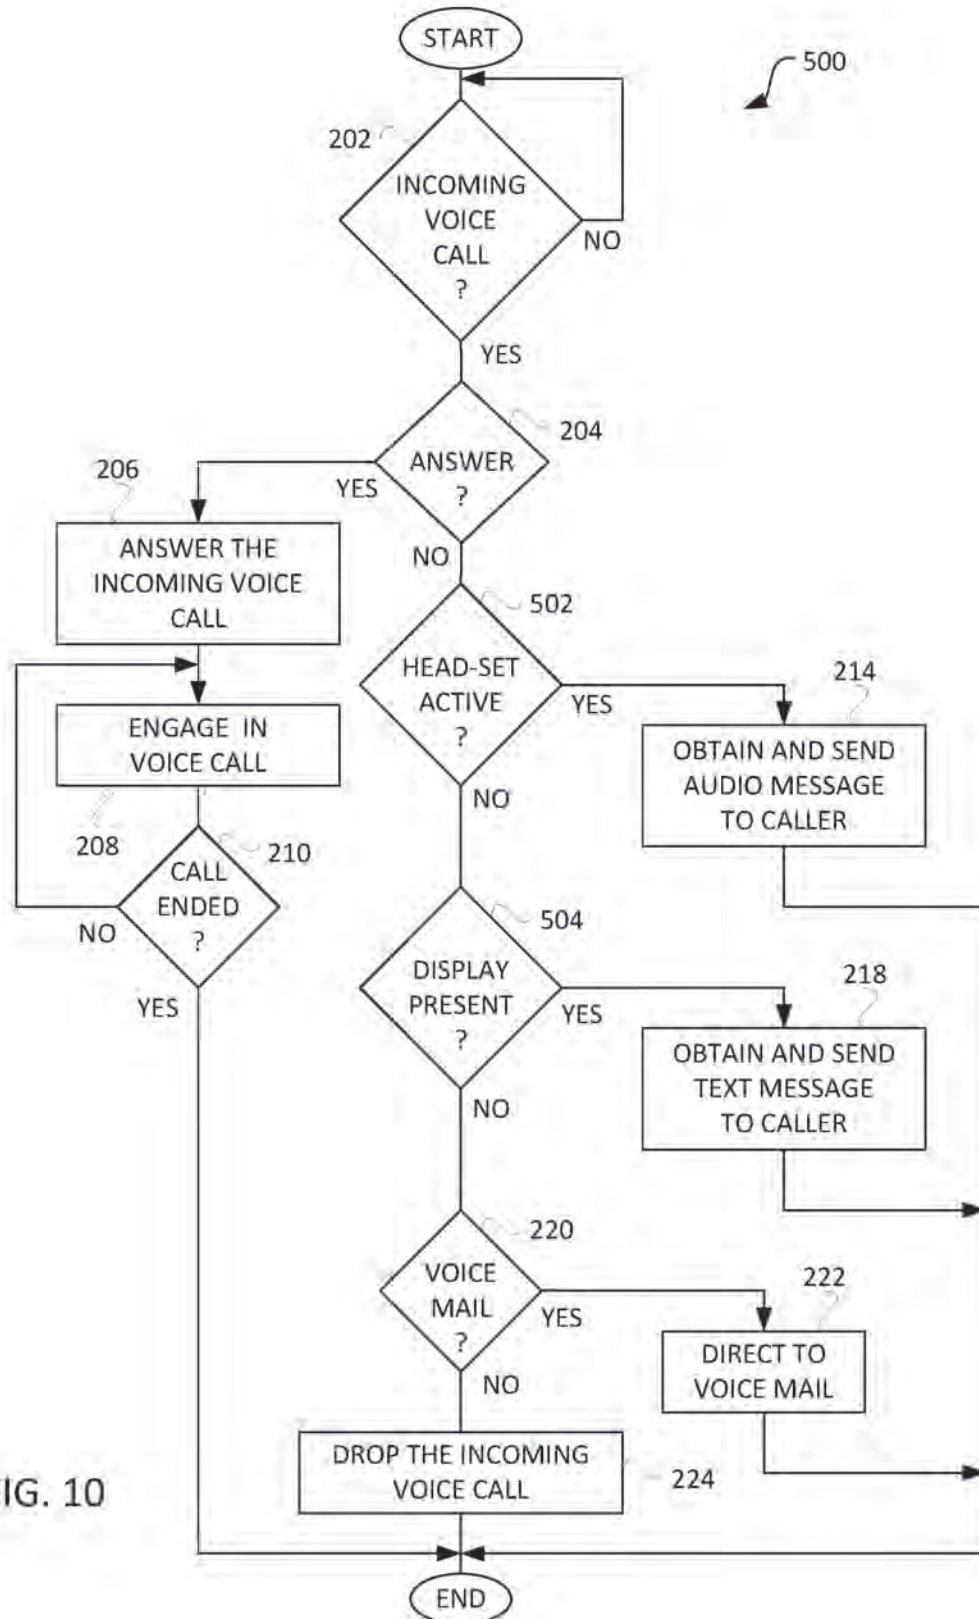 START
500
202
INCOMING
VOICE
CALL
?
NO
YES
204
ANSWER
?
YES
NO
206
ANSWER THE
INCOMING VOICE
CALL
502
HEAD-SET
ACTIVE
?
YES
NO
214
OBTAIN AND SEND
AUDIO MESSAGE
TO CALLER
ENGAGE IN
VOICE CALL
208
210
CALL
ENDED
?
NO
YES
504
DISPLAY
PRESENT
?
YES
NO
218
OBTAIN AND SEND
TEXT MESSAGE
TO CALLER
220
VOICE
MAIL
?
YES
NO
222
DIRECT TO
VOICE MAIL
DROP THE INCOMING
VOICE CALL
224
IG. 10
END